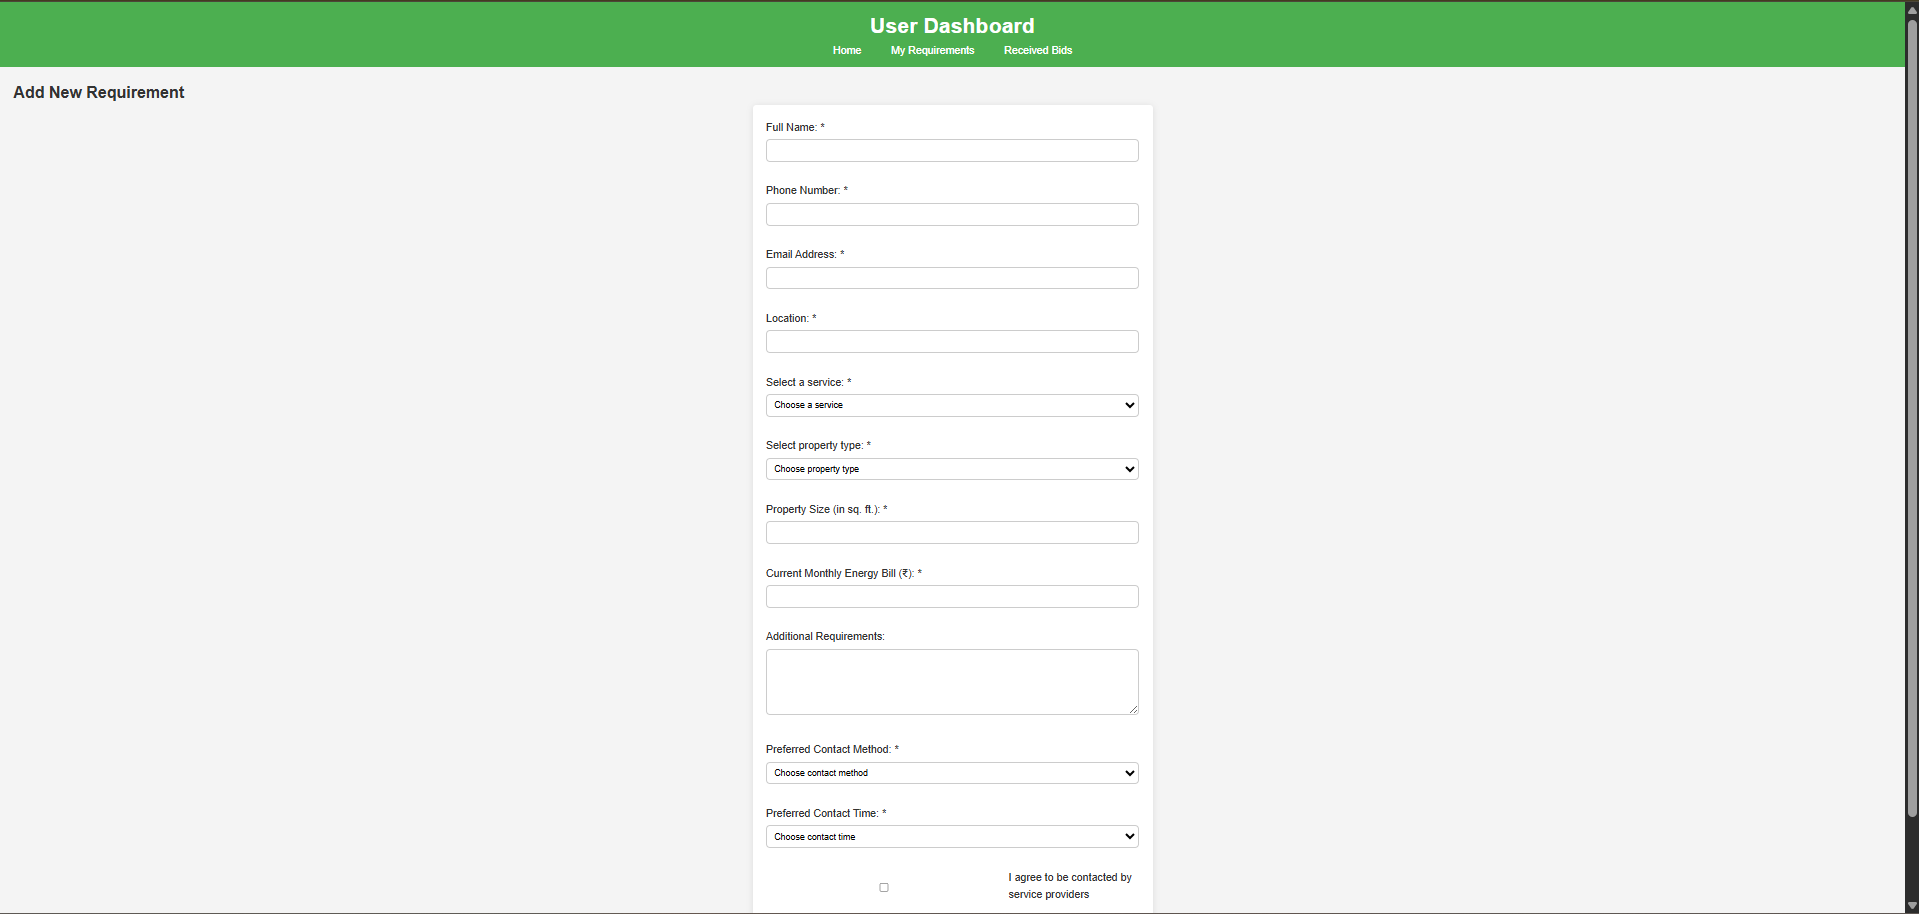 User Dashboard
Home My Requirements Received Bids
Add New Requirement
Full Name: *
Phone Number: *
Email Address: *
Location: *
Select a service: *
Choose a service
Select property type: *
Choose property type
Property Size (in sq. ft.): *
Current Monthly Energy Bill (₹): *
Additional Requirements:
Preferred Contact Method: *
Choose contact method
Preferred Contact Time: *
Choose contact time
I agree to be contacted by
service providers